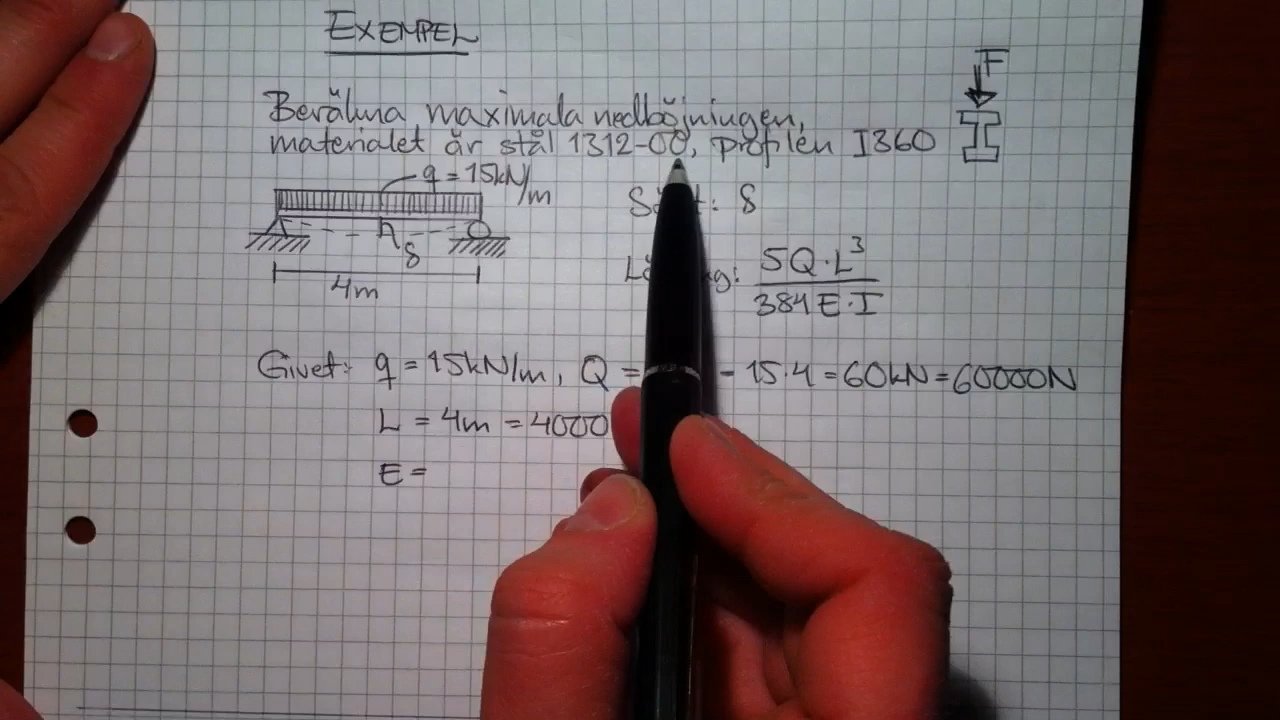 EXEMPEL
F
Beräkna maximala nedböjningen,
materialet är stål 1312-00, profilen I360
q = 15kN/m
δ
4m
: δ
5Q·L³
384E·I
Givet: q = 15kN/m, Q = - 15·4 = 60kN = 60000N
L = 4m = 4000
E =